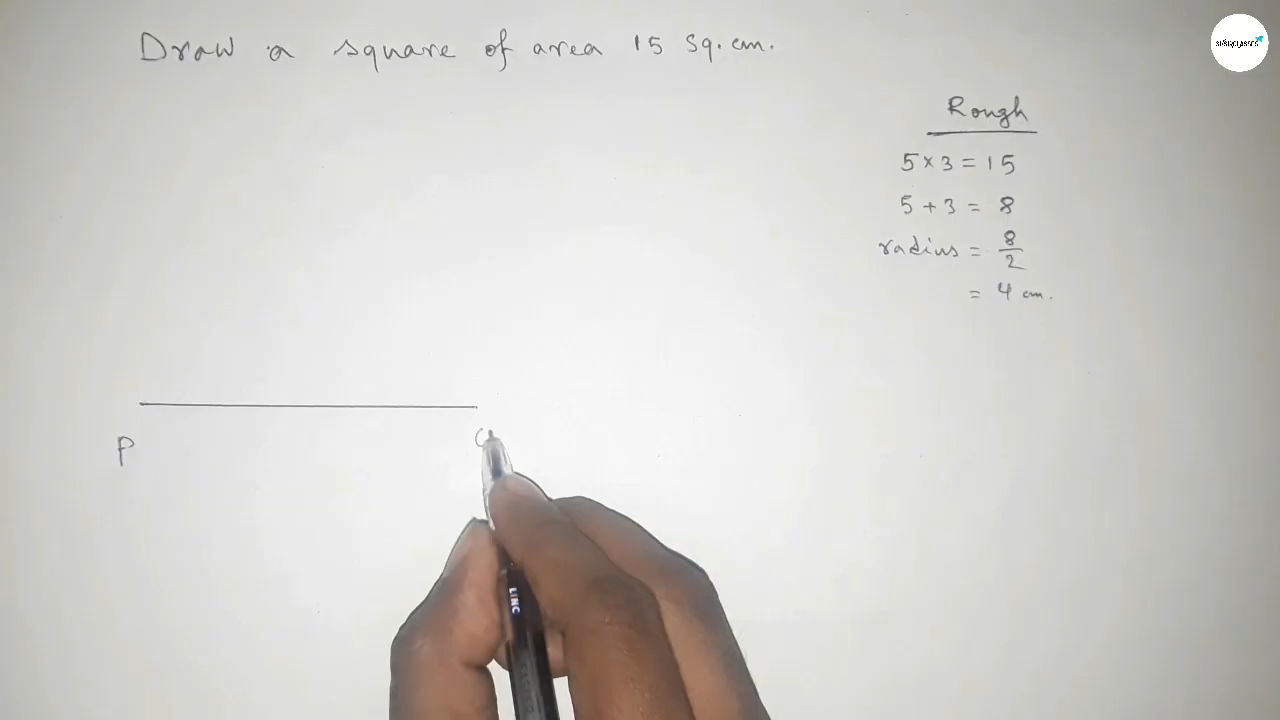 Draw a square of area 15 sq.cm.
Rough
5 × 3 = 15
5 + 3 = 8
radius = 8/2
= 4 cm.
P
LINC